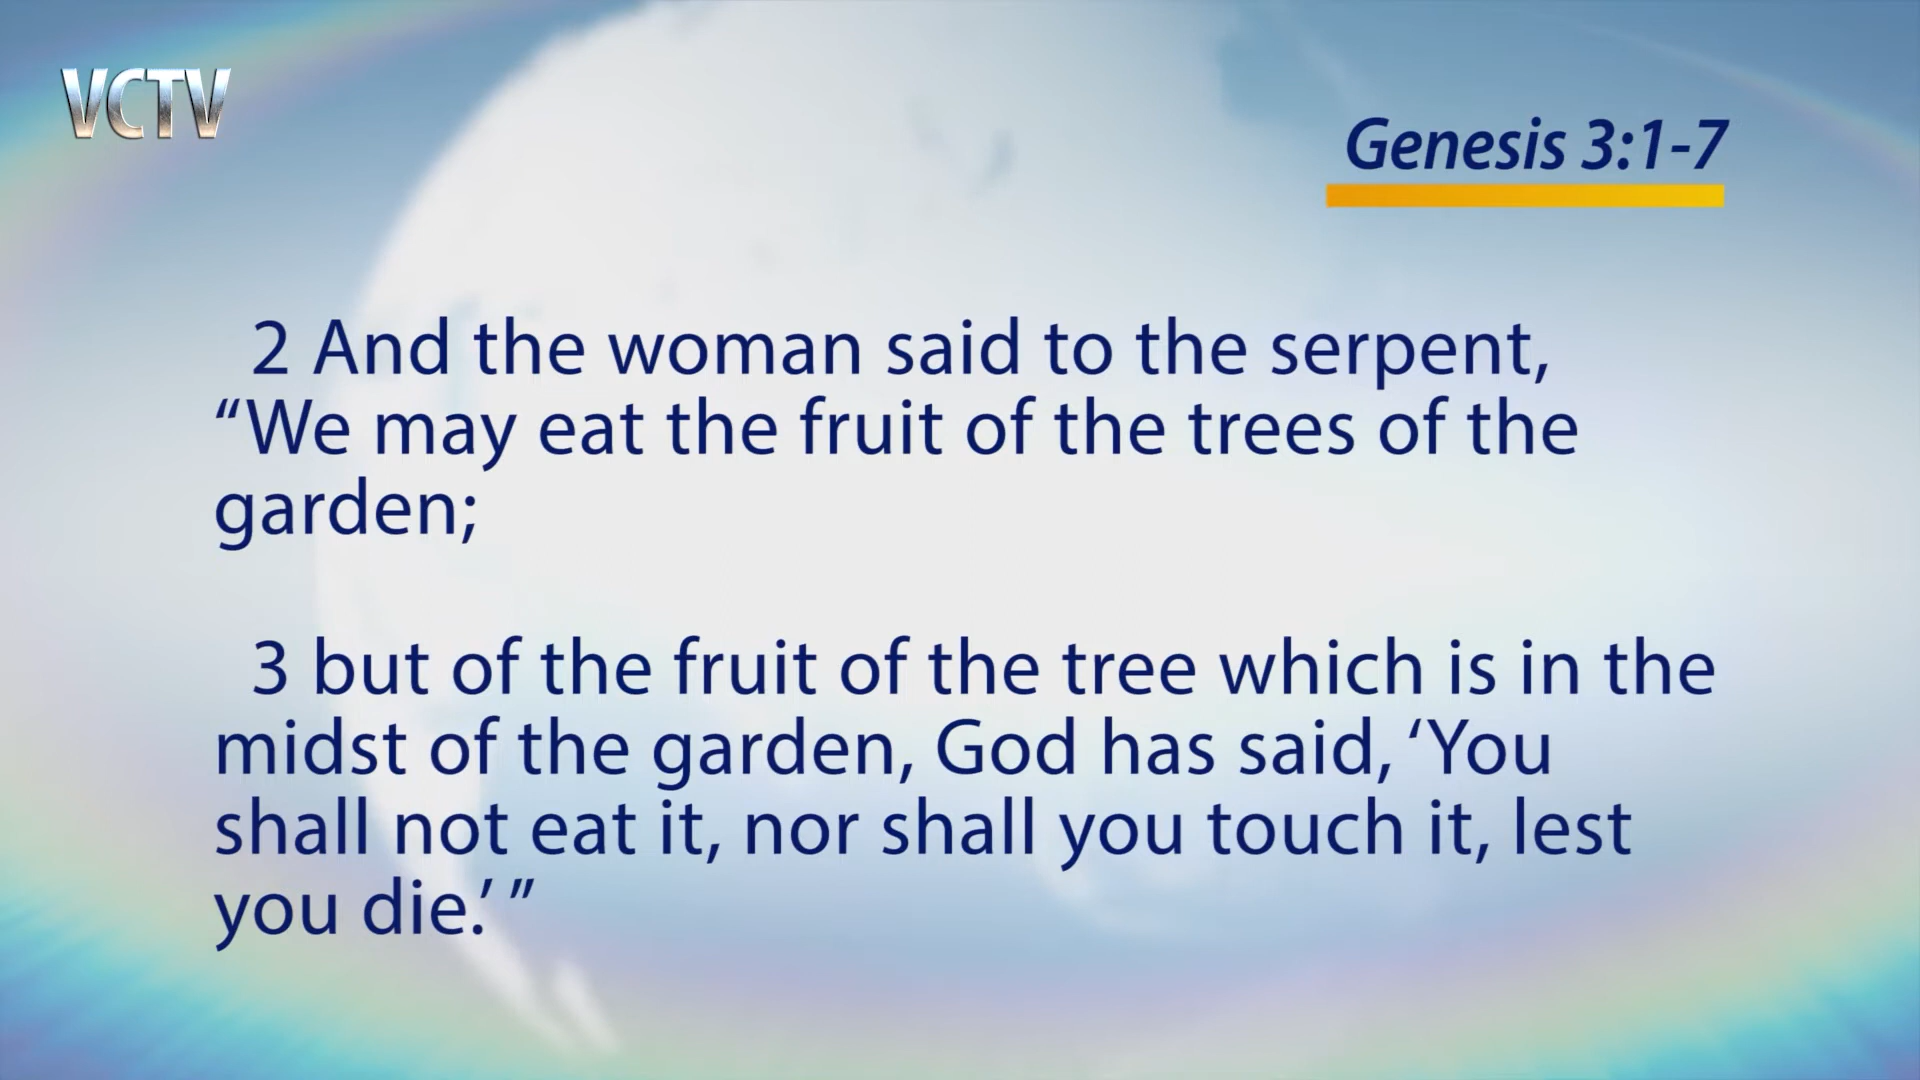 VCTV
Genesis 3:1-7
2 And the woman said to the serpent,
“We may eat the fruit of the trees of the
garden;
3 but of the fruit of the tree which is in the
midst of the garden, God has said, ‘You
shall not eat it, nor shall you touch it, lest
you die.’ ”